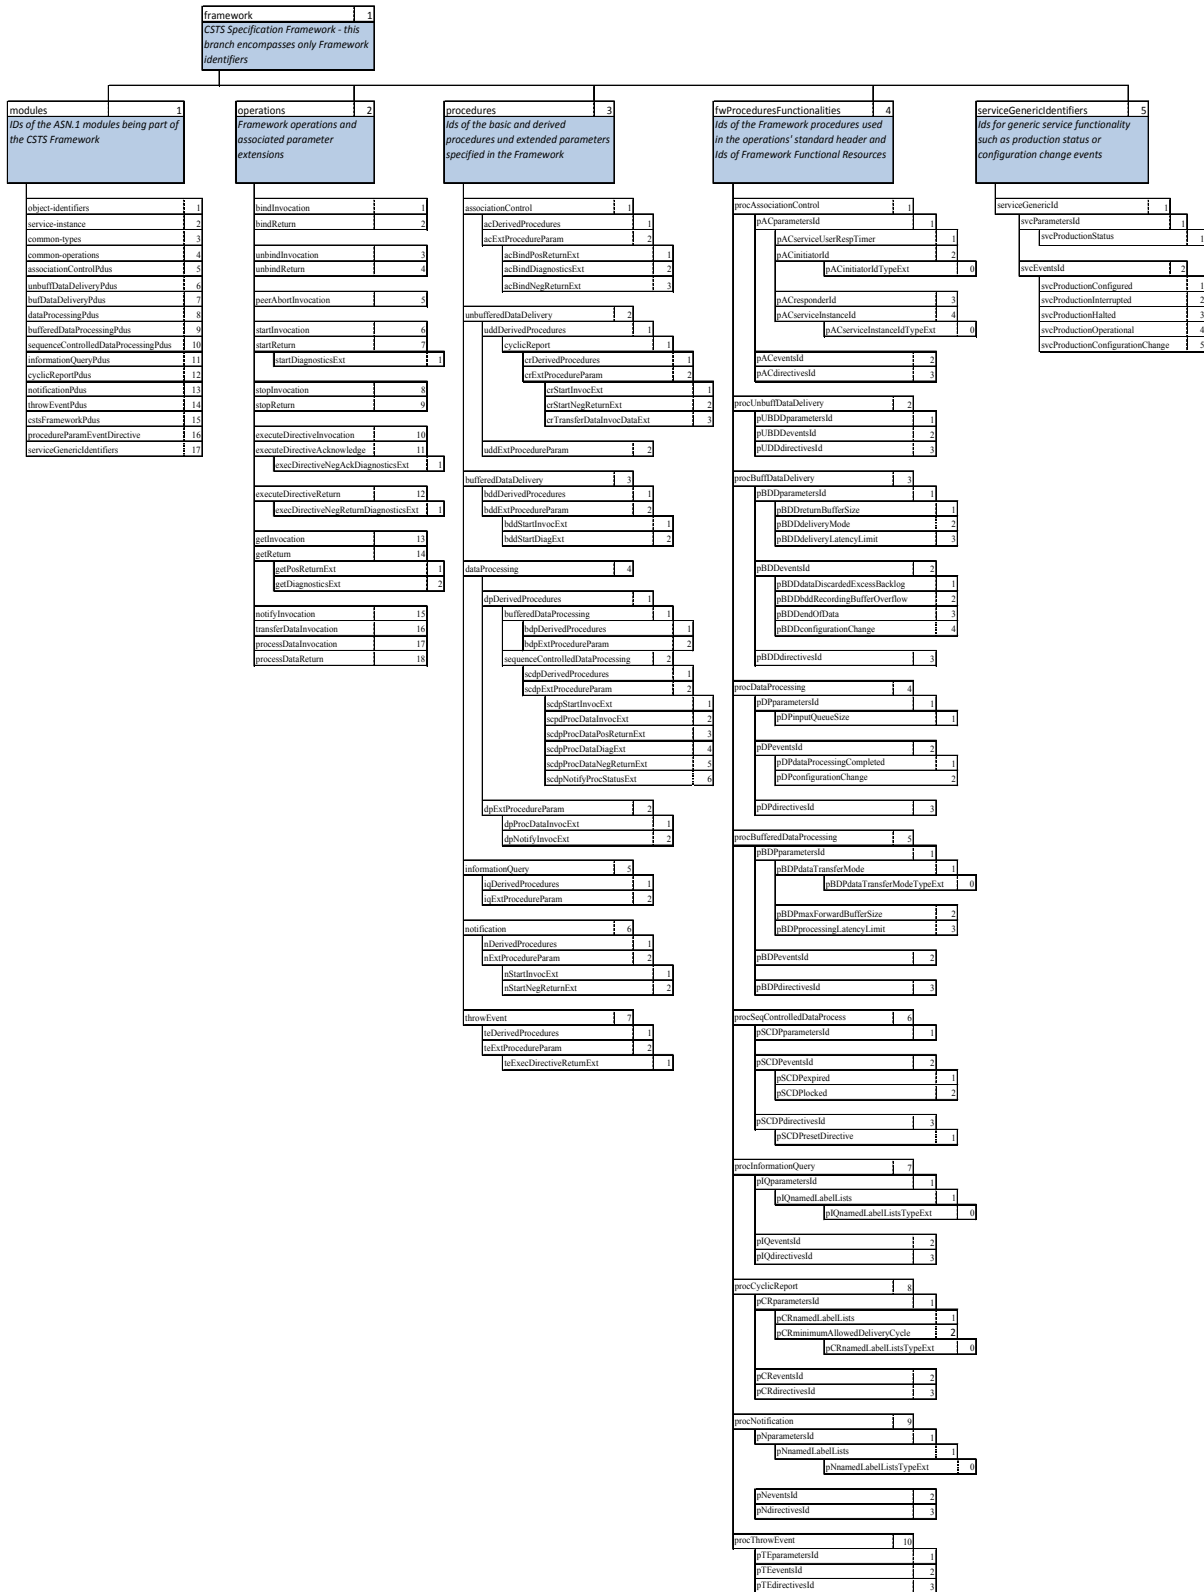 framework 1
CSTS Specification Framework - this
branch encompasses only Framework
identifiers
modules 1
IDs of the ASN.1 modules being part of
the CSTS Framework
object-identifiers 1
service-instance 2
common-types 3
common-operations 4
associationControlPdus 5
unbuffDataDeliveryPdus 6
bufDataDeliveryPdus 7
dataProcessingPdus 8
bufferedDataProcessingPdus 9
sequenceControlledDataProcessingPdus 10
informationQueryPdus 11
cyclicReportPdus 12
notificationPdus 13
throwEventPdus 14
cstsFrameworkPdus 15
procedureParamEventDirective 16
serviceGenericIdentifiers 17
operations 2
Framework operations and
associated parameter
extensions
bindInvocation 1
bindReturn 2
unbindInvocation 3
unbindReturn 4
peerAbortInvocation 5
startInvocation 6
startReturn 7
startDiagnosticsExt 1
stopInvocation 8
stopReturn 9
executeDirectiveInvocation 10
executeDirectiveAcknowledge 11
execDirectiveNegAckDiagnosticsExt 1
executeDirectiveReturn 12
execDirectiveNegReturnDiagnosticsExt 1
getInvocation 13
getReturn 14
getPosReturnExt 1
getDiagnosticsExt 2
notifyInvocation 15
transferDataInvocation 16
processDataInvocation 17
processDataReturn 18
procedures 3
Ids of the basic and derived
procedures und extended parameters
specified in the Framework
associationControl 1
acDerivedProcedures 1
acExtProcedureParam 2
acBindPosReturnExt 1
acBindDiagnosticsExt 2
acBindNegReturnExt 3
unbufferedDataDelivery 2
uddDerivedProcedures 1
cyclicReport 1
crDerivedProcedures 1
crExtProcedureParam 2
crStartInvocExt 1
crStartNegReturnExt 2
crTransferDataInvocDataExt 3
uddExtProcedureParam 2
bufferedDataDelivery 3
bddDerivedProcedures 1
bddExtProcedureParam 2
bddStartInvocExt 1
bddStartDiagExt 2
dataProcessing 4
dpDerivedProcedures 1
bufferedDataProcessing 1
bdpDerivedProcedures 1
bdpExtProcedureParam 2
sequenceControlledDataProcessing 2
scdpDerivedProcedures 1
scdpExtProcedureParam 2
scdpStartInvocExt 1
scpdProcDataInvocExt 2
scdpProcDataPosReturnExt 3
scdpProcDataDiagExt 4
scdpProcDataNegReturnExt 5
scdpNotifyProcStatusExt 6
dpExtProcedureParam 2
dpProcDataInvocExt 1
dpNotifyInvocExt 2
informationQuery 5
iqDerivedProcedures 1
iqExtProcedureParam 2
notification 6
nDerivedProcedures 1
nExtProcedureParam 2
nStartInvocExt 1
nStartNegReturnExt 2
throwEvent 7
teDerivedProcedures 1
teExtProcedureParam 2
teExecDirectiveReturnExt 1
fwProceduresFunctionalities 4
Ids of the Framework procedures used
in the operations' standard header and
Ids of Framework Functional Resources
procAssociationControl 1
pACparametersId 1
pACserviceUserRespTimer 1
pACinitiatorId 2
pACinitiatorIdTypeExt 0
pACresponderId 3
pACserviceInstanceId 4
pACserviceInstanceIdTypeExt 0
pACeventsId 2
pACdirectivesId 3
procUnbuffDataDelivery 2
pUBDDparametersId 1
pUBDDeventsId 2
pUDDdirectivesId 3
procBuffDataDelivery 3
pBDDparametersId 1
pBDDreturnBufferSize 1
pBDDdeliveryMode 2
pBDDdeliveryLatencyLimit 3
pBDDeventsId 2
pBDDdataDiscardedExcessBacklog 1
pBDDbddRecordingBufferOverflow 2
pBDDendOfData 3
pBDDconfigurationChange 4
pBDDdirectivesId 3
procDataProcessing 4
pDPparametersId 1
pDPinputQueueSize 1
pDPeventsId 2
pDPdataProcessingCompleted 1
pDPconfigurationChange 2
pDPdirectivesId 3
procBufferedDataProcessing 5
pBDPparametersId 1
pBDPdataTransferMode 1
pBDPdataTransferModeTypeExt 0
pBDPmaxForwardBufferSize 2
pBDPprocessingLatencyLimit 3
pBDPeventsId 2
pBDPdirectivesId 3
procSeqControlledDataProcess 6
pSCDPparametersId 1
pSCDPeventsId 2
pSCDPexpired 1
pSCDPlocked 2
pSCDPdirectivesId 3
pSCDPresetDirective 1
procInformationQuery 7
pIQparametersId 1
pIQnamedLabelLists 1
pIQnamedLabelListsTypeExt 0
pIQeventsId 2
pIQdirectivesId 3
procCyclicReport 8
pCRparametersId 1
pCRnamedLabelLists 1
pCRminimumAllowedDeliveryCycle 2
pCRnamedLabelListsTypeExt 0
pCReventsId 2
pCRdirectivesId 3
procNotification 9
pNparametersId 1
pNnamedLabelLists 1
pNnamedLabelListsTypeExt 0
pNeventsId 2
pNdirectivesId 3
procThrowEvent 10
pTEparametersId 1
pTEeventsId 2
pTEdirectivesId 3
serviceGenericIdentifiers 5
Ids for generic service functionality
such as production status or
configuration change events
serviceGenericId 1
svcParametersId 1
svcProductionStatus 1
svcEventsId 2
svcProductionConfigured 1
svcProductionInterrupted 2
svcProductionHalted 3
svcProductionOperational 4
svcProductionConfigurationChange 5